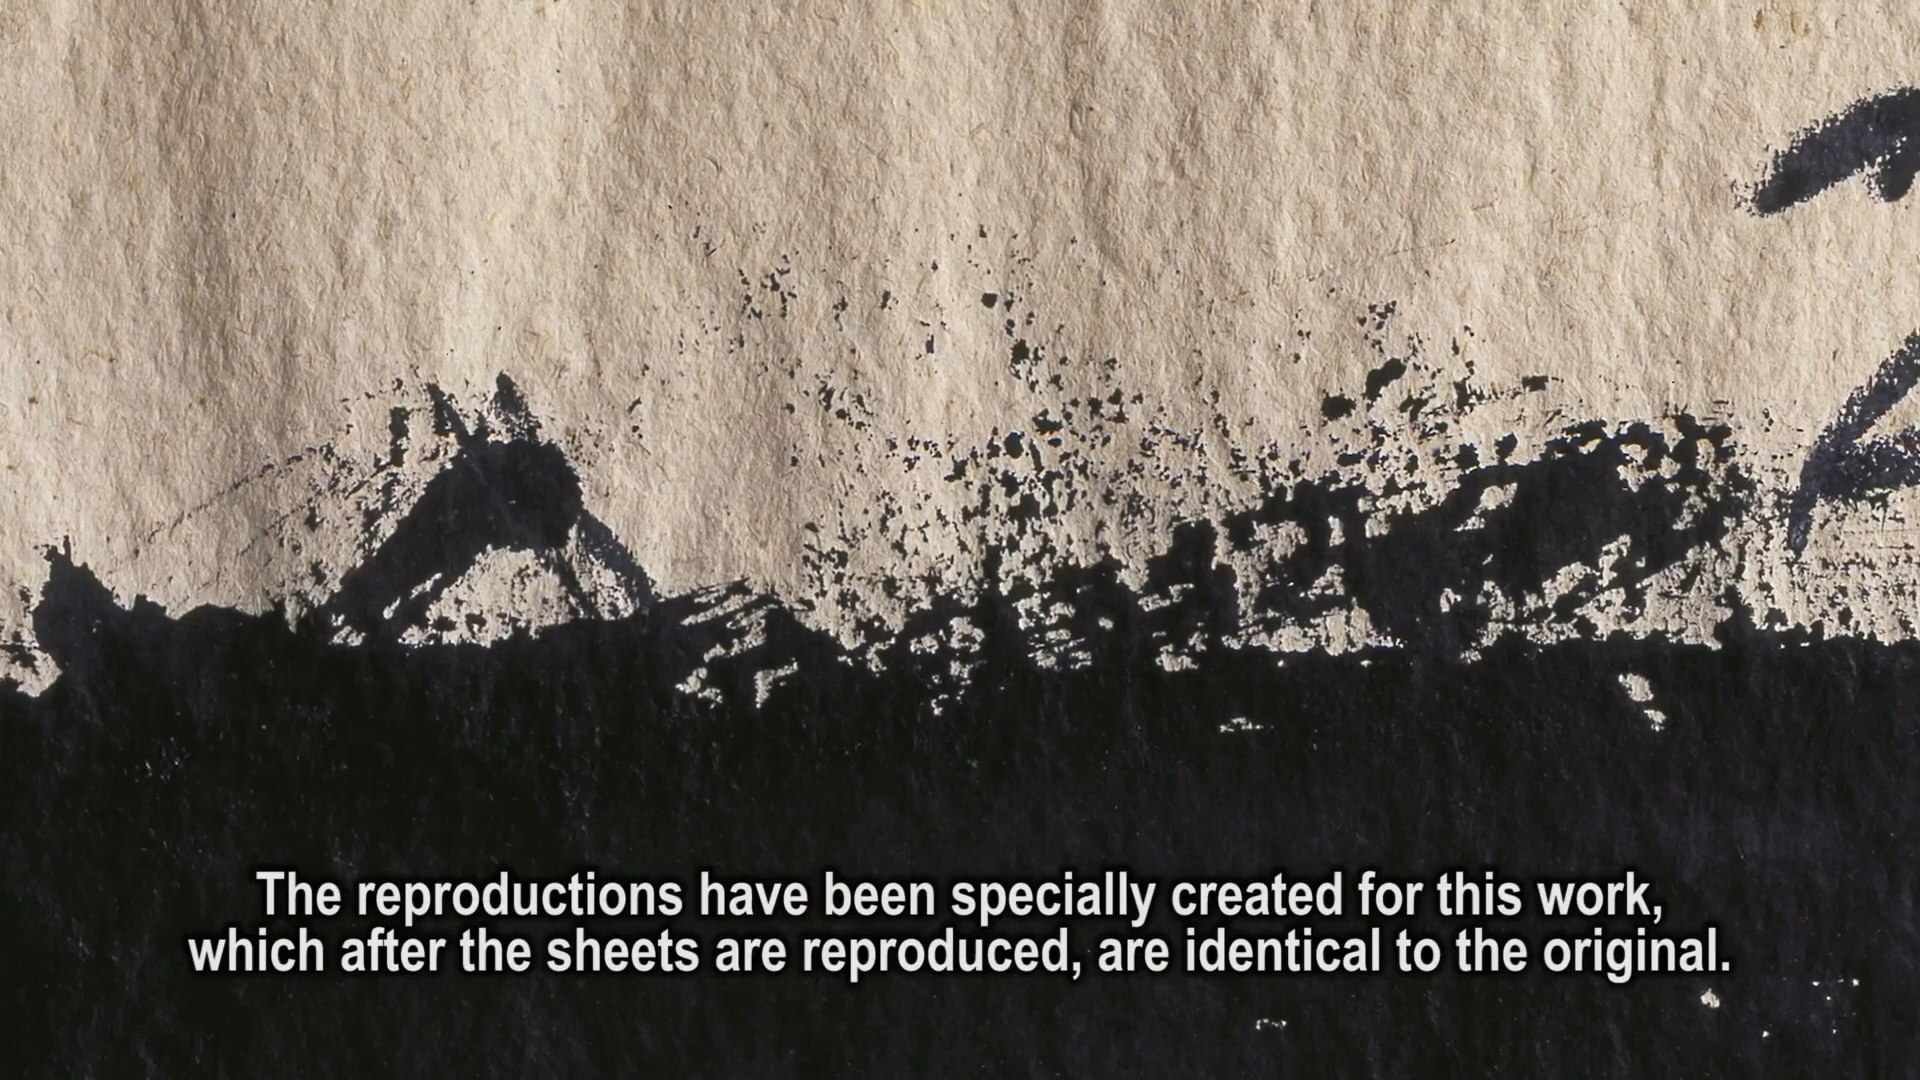 The reproductions have been specially created for this work,
which after the sheets are reproduced, are identical to the original.